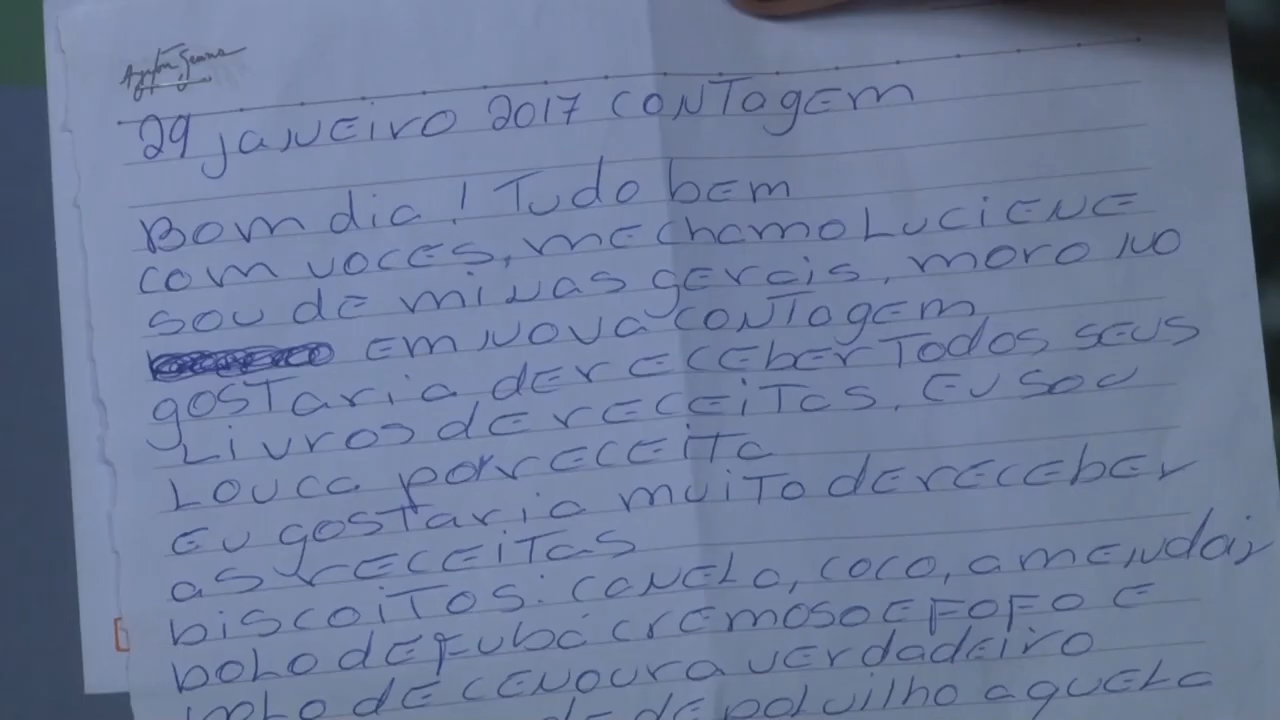 Ayrton Senna
29 janeiro 2017 contagem
Bom dia! Tudo bem
com voces, me chamo Luciene
sou de minas gerais, moro no
em nova contagem
gostaria de receber todos seus
Livros de receitas. Eu sou
Louca por receita
Eu gostaria muito de receber
as receitas
biscoitos: canela, coco, amendoi,
bolo de fubá cremoso e fofo e
bolo de cenoura verdadeiro
de polvilho aquela